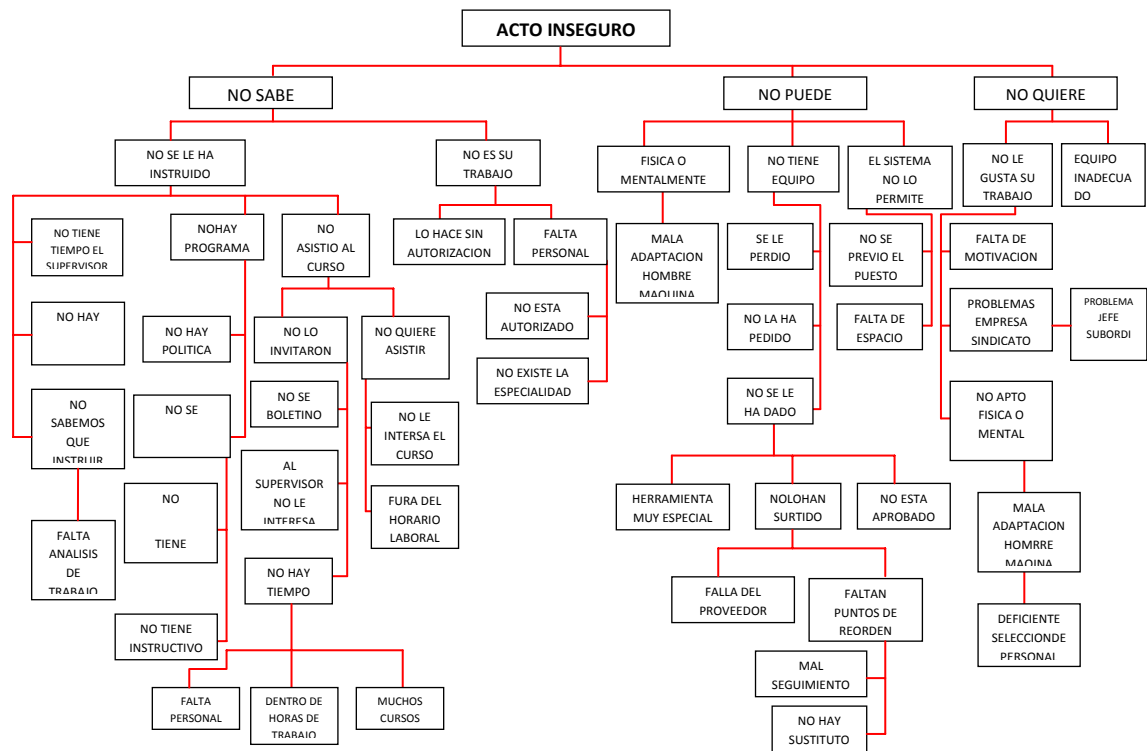 ACTO INSEGURO
NO SABE
NO PUEDE
NO QUIERE
NO SE LE HA
INSTRUIDO
NO ES SU
TRABAJO
FISICA O
MENTALMENTE
NO TIENE
EQUIPO
EL SISTEMA
NO LO
PERMITE
NO LE
GUSTA SU
TRABAJO
EQUIPO
INADECUA
DO
NO TIENE
TIEMPO EL
SUPERVISOR
NOHAY
PROGRAMA
NO
ASISTIO AL
CURSO
LO HACE SIN
AUTORIZACION
FALTA
PERSONAL
MALA
ADAPTACION
HOMBRE
MAQUINA
SE LE
PERDIO
NO SE
PREVIO EL
PUESTO
FALTA DE
MOTIVACION
NO HAY
NO HAY
POLITICA
NO LO
INVITARON
NO QUIERE
ASISTIR
NO ESTA
AUTORIZADO
NO LA HA
PEDIDO
FALTA DE
ESPACIO
PROBLEMAS
EMPRESA
SINDICATO
PROBLEMA
JEFE
SUBORDI
NO EXISTE LA
ESPECIALIDAD
NO
SABEMOS
QUE
INSTRUIR
NO SE
NO SE
BOLETINO
NO LE
INTERSA EL
CURSO
NO SE LE
HA DADO
NO APTO
FISICA O
MENTAL
NO
TIENE
AL
SUPERVISOR
NO LE
INTERESA
FURA DEL
HORARIO
LABORAL
HERRAMIENTA
MUY ESPECIAL
NOLOHAN
SURTIDO
NO ESTA
APROBADO
MALA
ADAPTACION
HOMRRE
MAQINA
FALTA
ANALISIS
DE
TRABAJO
NO HAY
TIEMPO
FALLA DEL
PROVEEDOR
FALTAN
PUNTOS DE
REORDEN
NO TIENE
INSTRUCTIVO
DEFICIENTE
SELECCIONDE
PERSONAL
MAL
SEGUIMIENTO
FALTA
PERSONAL
DENTRO DE
HORAS DE
TRABAJO
MUCHOS
CURSOS
NO HAY
SUSTITUTO